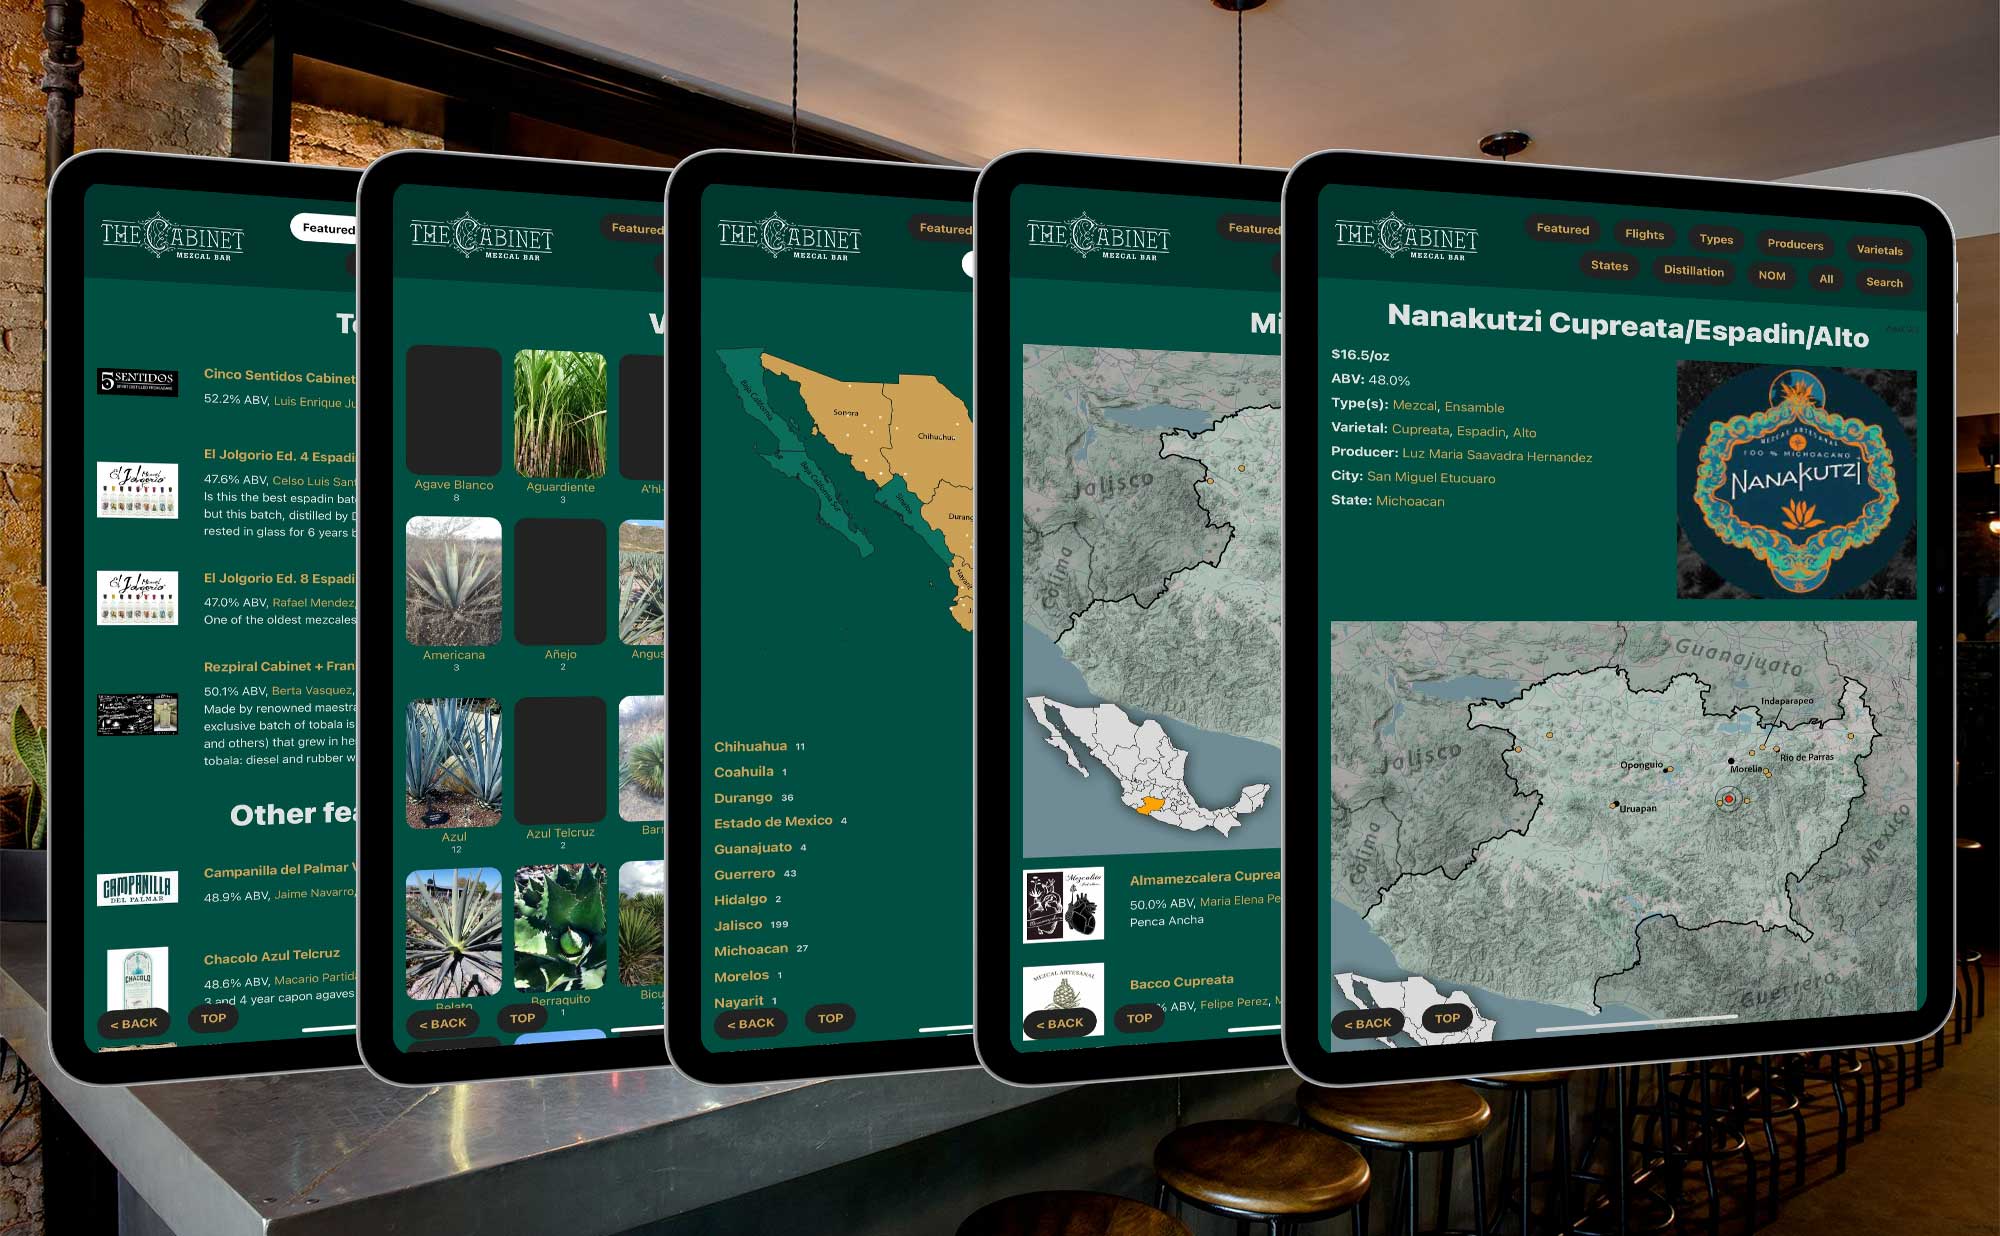 THE CABINET
MEZCAL BAR
Featured
Cinco Sentidos Cabinet
52.2% ABV, Luis Enrique
5 SENTIDOS
El Jolgorio Ed. 4 Espadi
47.6% ABV, Celso Luis Sant
Is this the best espadin bat
but this batch, distilled by
rested in glass for 6 years
El Jolgorio Ed. 8 Espadi
47.0% ABV, Rafael Mendez,
One of the oldest mezcales
Rezpiral Cabinet + Fran
50.1% ABV, Berta Vasquez,
Made by renowned maestra
exclusive batch of tobala is
and others) that grew in he
tobala: diesel and rubber w
Other fea
CAMPANILLA
DEL PALMAR
Campanilla del Palmar
48.9% ABV, Jaime Navarro,
CHACOLO
Chacolo Azul Telcruz
48.6% ABV, Macario Partid
3 and 4 year capon agaves
< BACK
TOP
THE CABINET
MEZCAL BAR
Featured
V
Agave Blanco
8
Aguardiente
3
A'hl-
Americana
3
Añejo
2
Angus
Azul
12
Azul Telcruz
2
Barr
Belato
Berraquito
1
Bicu
< BACK
TOP
THE CABINET
MEZCAL BAR
Featured
Baja California
Sonora
Chihuahua
Baja California Sur
Sinaloa
Durang
Nayarit
Chihuahua 11
Coahuila 1
Durango 36
Estado de Mexico 4
Guanajuato 4
Guerrero 43
Hidalgo 2
Jalisco 199
Michoacan 27
Morelos 1
Nayarit 1
< BACK
TOP
THE CABINET
MEZCAL BAR
Featured
Mi
Jalisco
Colima
Almamezcalera Cuprea
50.0% ABV, Maria Elena Pe
Penca Ancha
MEZCAL ARTESANAL
Bacco Cupreata
% ABV, Felipe Perez, M
< BACK
TOP
THE CABINET
MEZCAL BAR
Featured
Flights
Types
Producers
Varietals
States
Distillation
NOM
All
Search
Nanakutzi Cupreata/Espadin/Alto
$16.5/oz
ABV: 48.0%
Type(s): Mezcal, Ensamble
Varietal: Cupreata, Espadin, Alto
Producer: Luz Maria Saavadra Hernandez
City: San Miguel Etucuaro
State: Michoacan
MEZCAL ARTESANAL
100 % MICHOACANO
NANAKUTZI
Guanajuato
Indaparapeo
Jalisco
Oponguio
Morelia
Rio de Parras
Uruapan
Colima
Mexico
Guerrero
< BACK
TOP